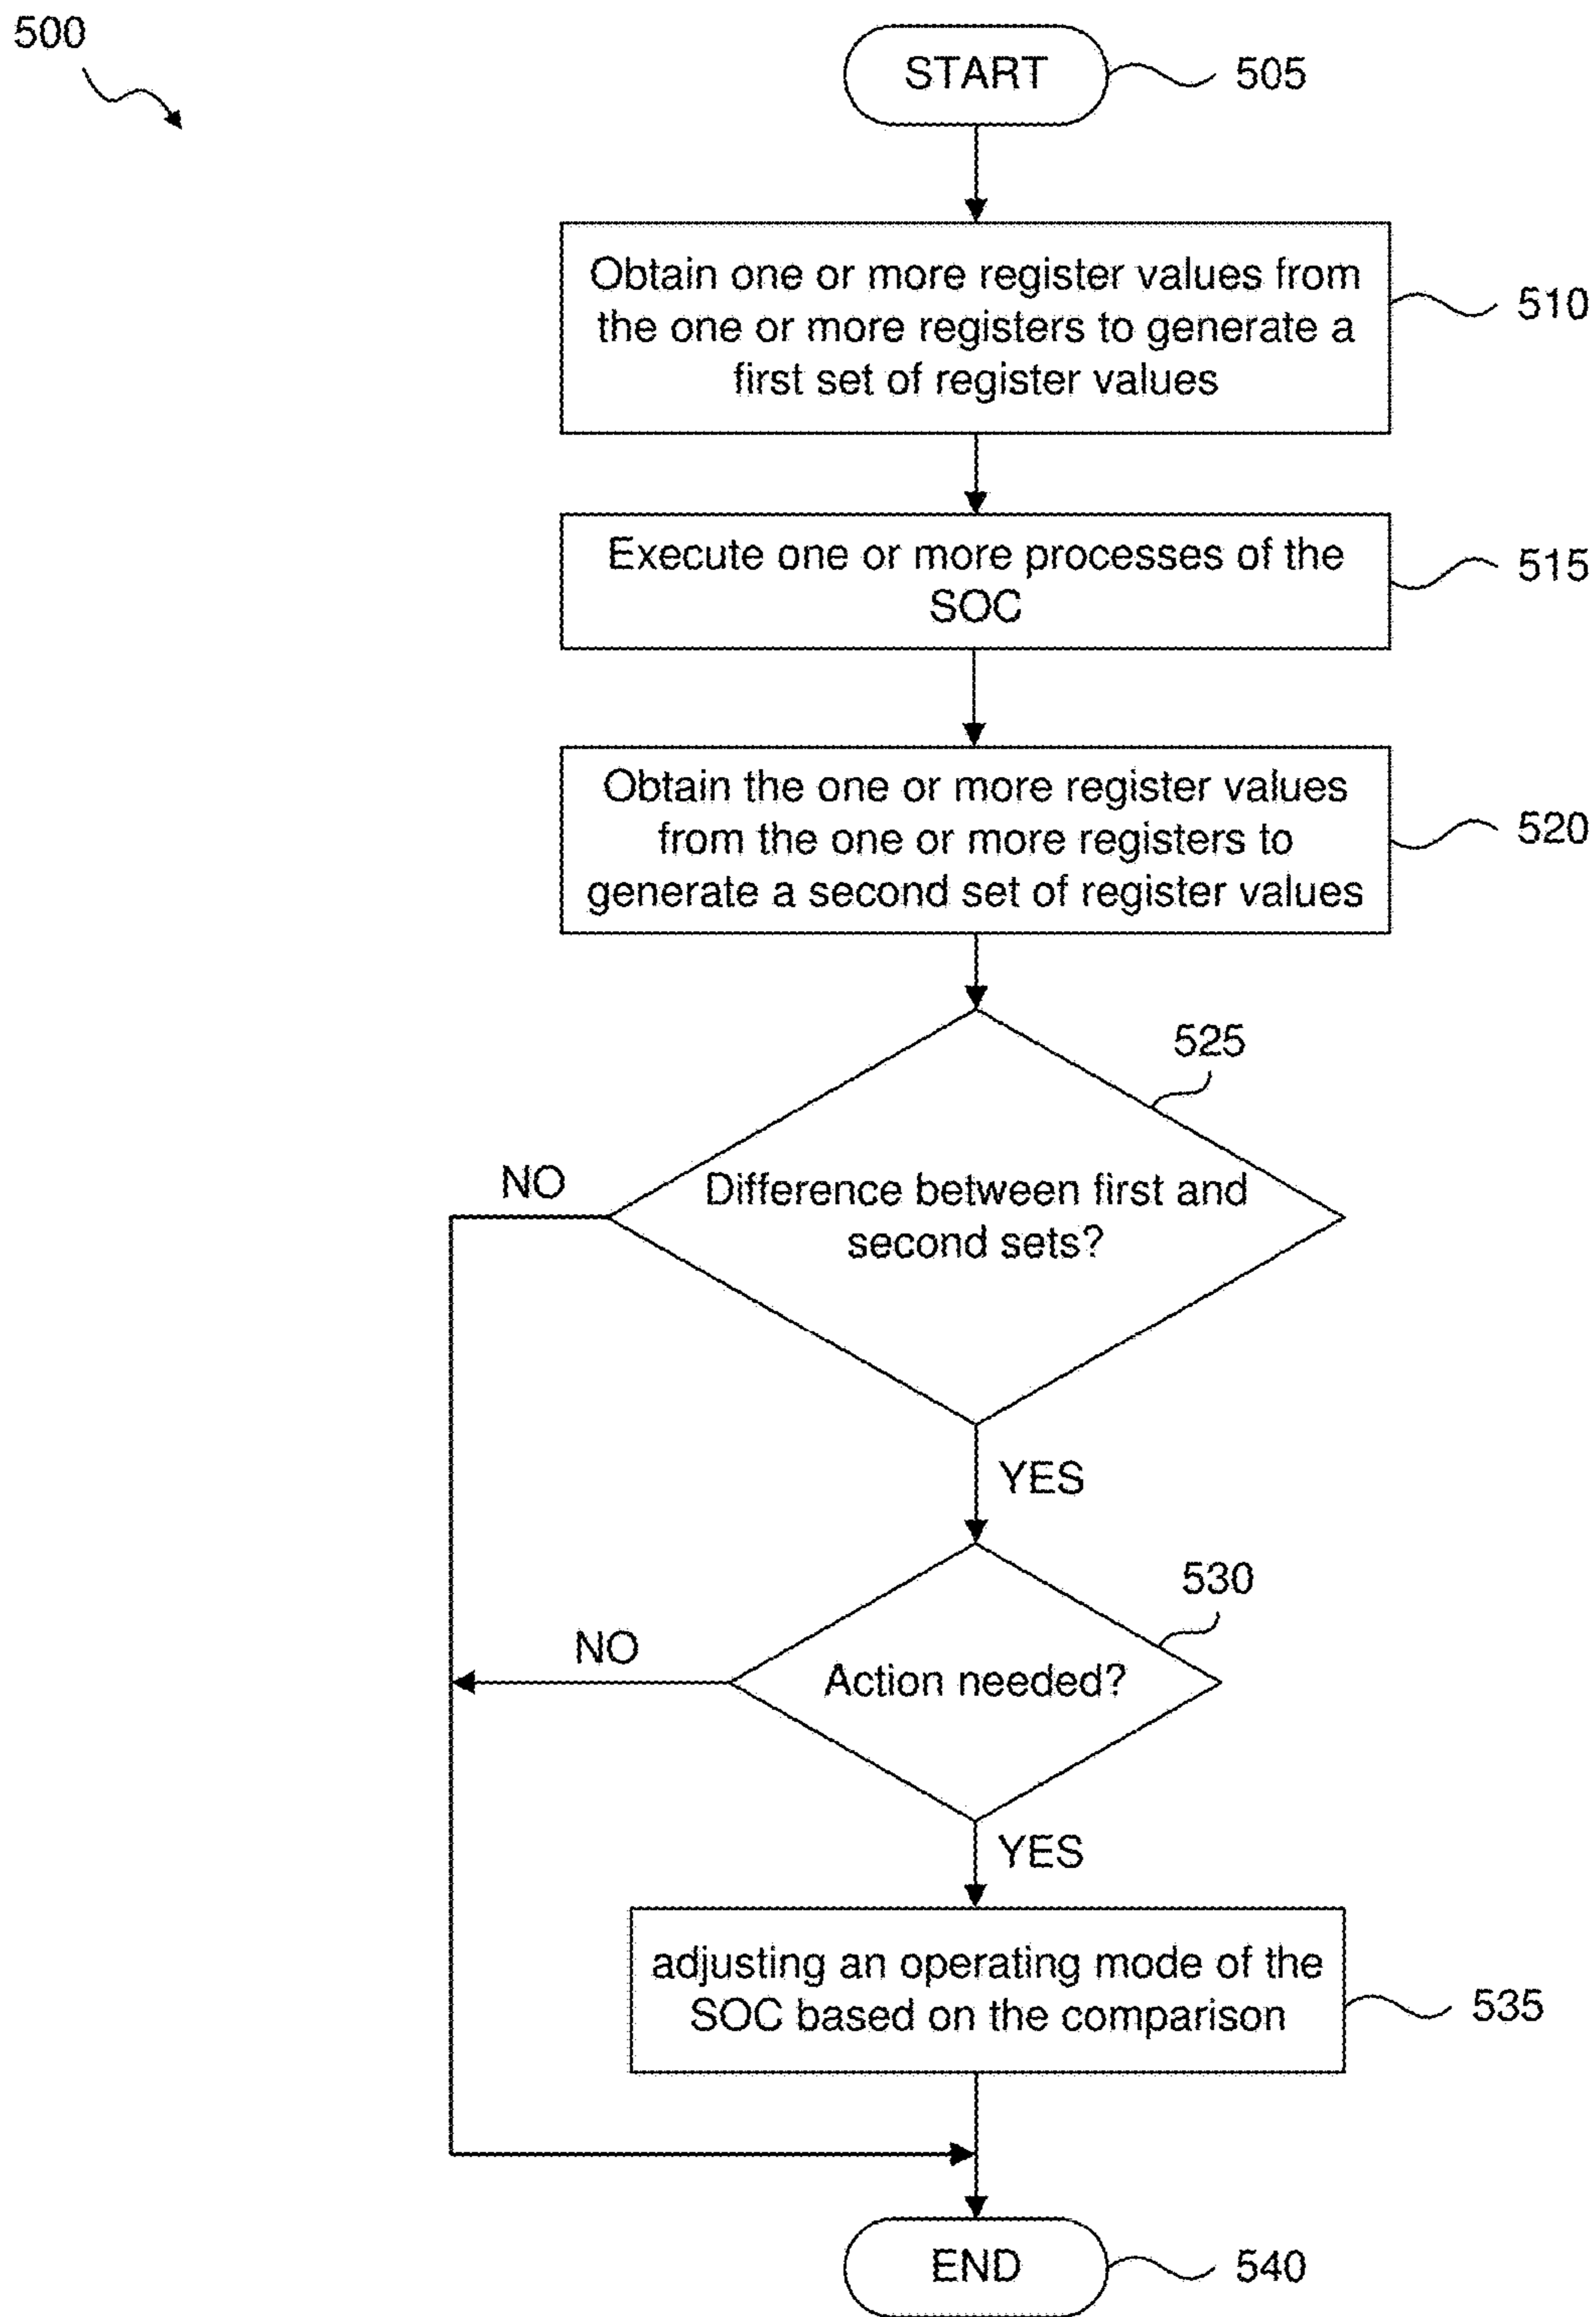 500
START
505
Obtain one or more register values from
the one or more registers to generate a
first set of register values
510
Execute one or more processes of the
SOC
515
Obtain the one or more register values
from the one or more registers to
generate a second set of register values
520
525
NO
Difference between first and
second sets?
YES
530
NO
Action needed?
YES
adjusting an operating mode of the
SOC based on the comparison
535
END
540